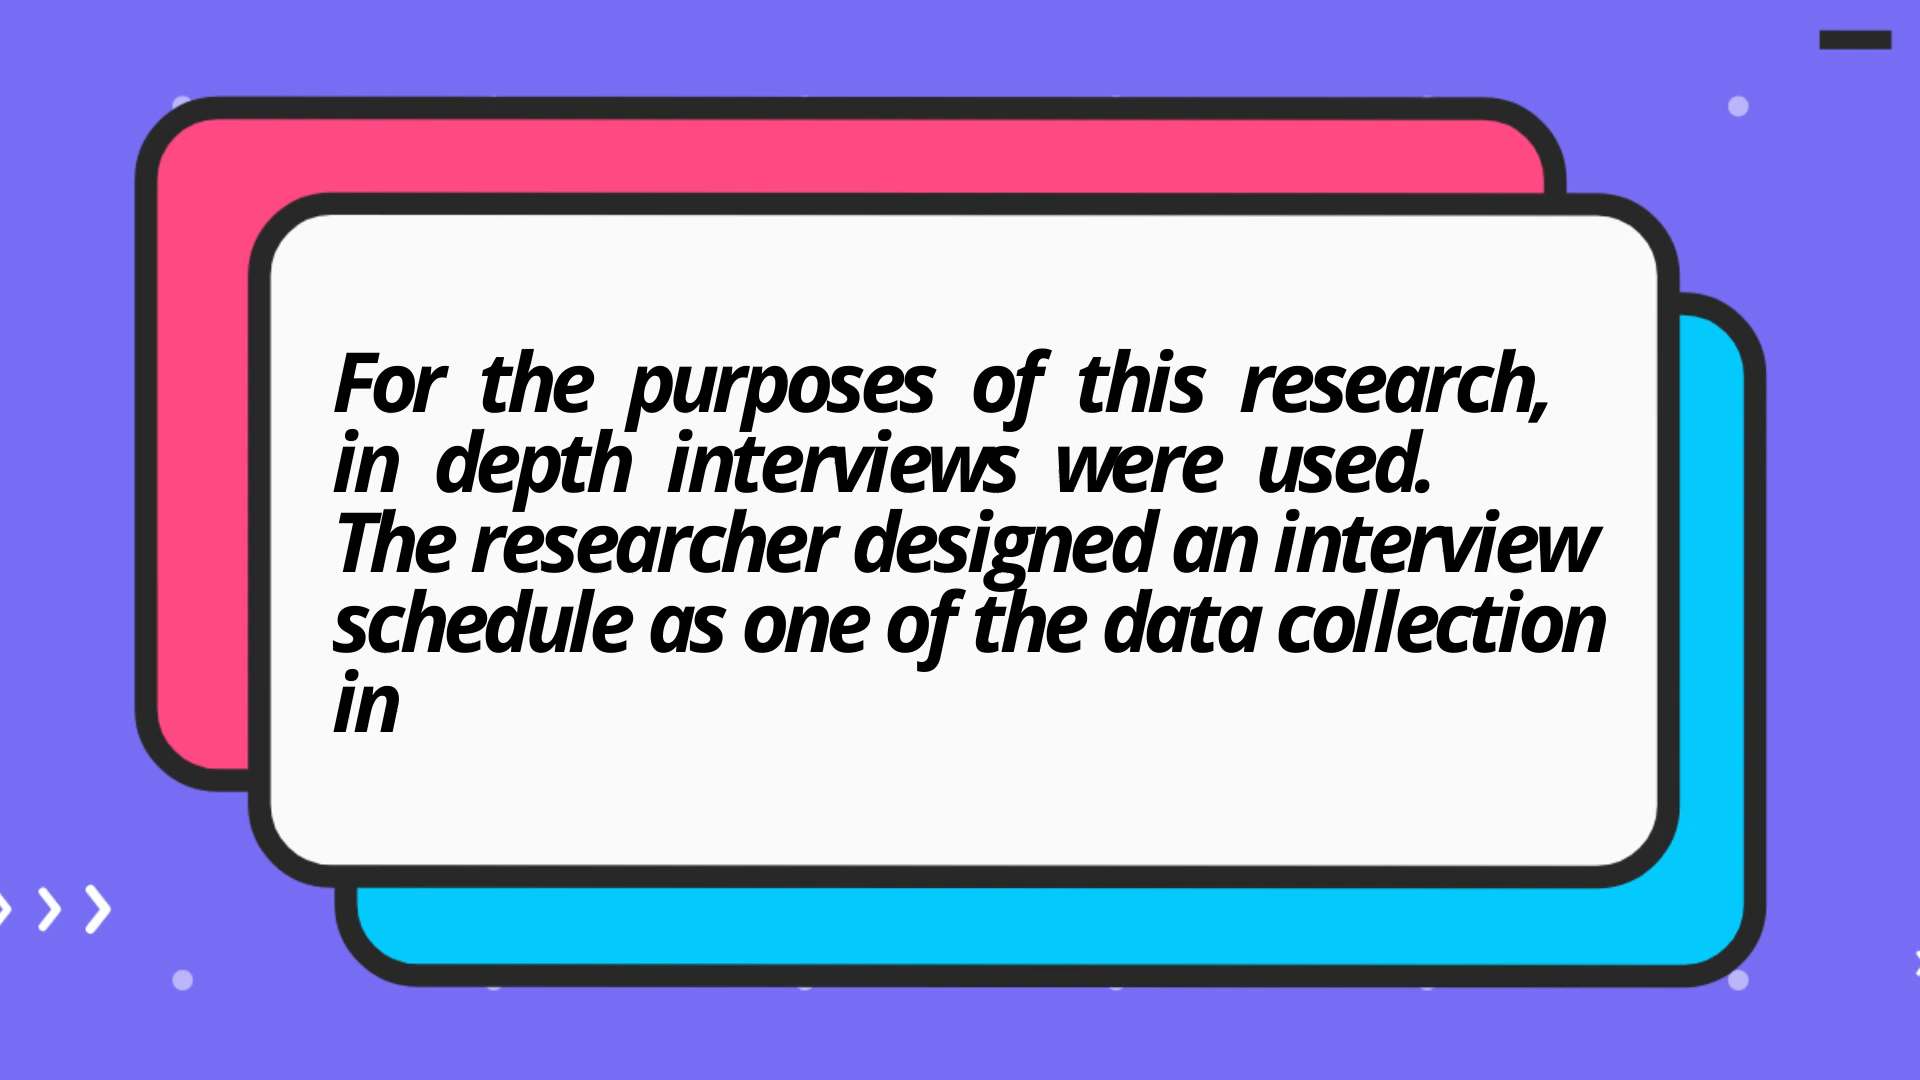 For the purposes of this research,
in depth interviews were used.
The researcher designed an interview
schedule as one of the data collection
in